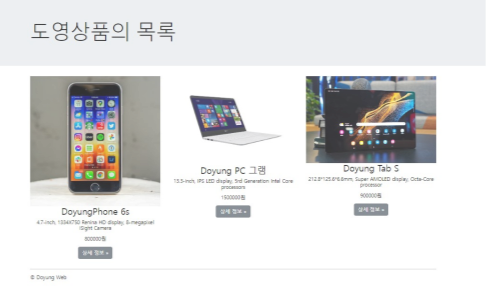 도영상품의 목록
DoyungPhone 6s
4.7-inch, 1334X750 Renina HD display, 8-megapixel
iSight Camera
800000원
상세 정보 »
Doyung PC 그램
13.3-inch, IPS LED display, 5rd Generation Intel Core
processors
1500000원
상세 정보 »
Doyung Tab S
212.8*125.6*6.6mm, Super AMOLED display, Octa-Core
processor
900000원
상세 정보 »
© Doyung Web